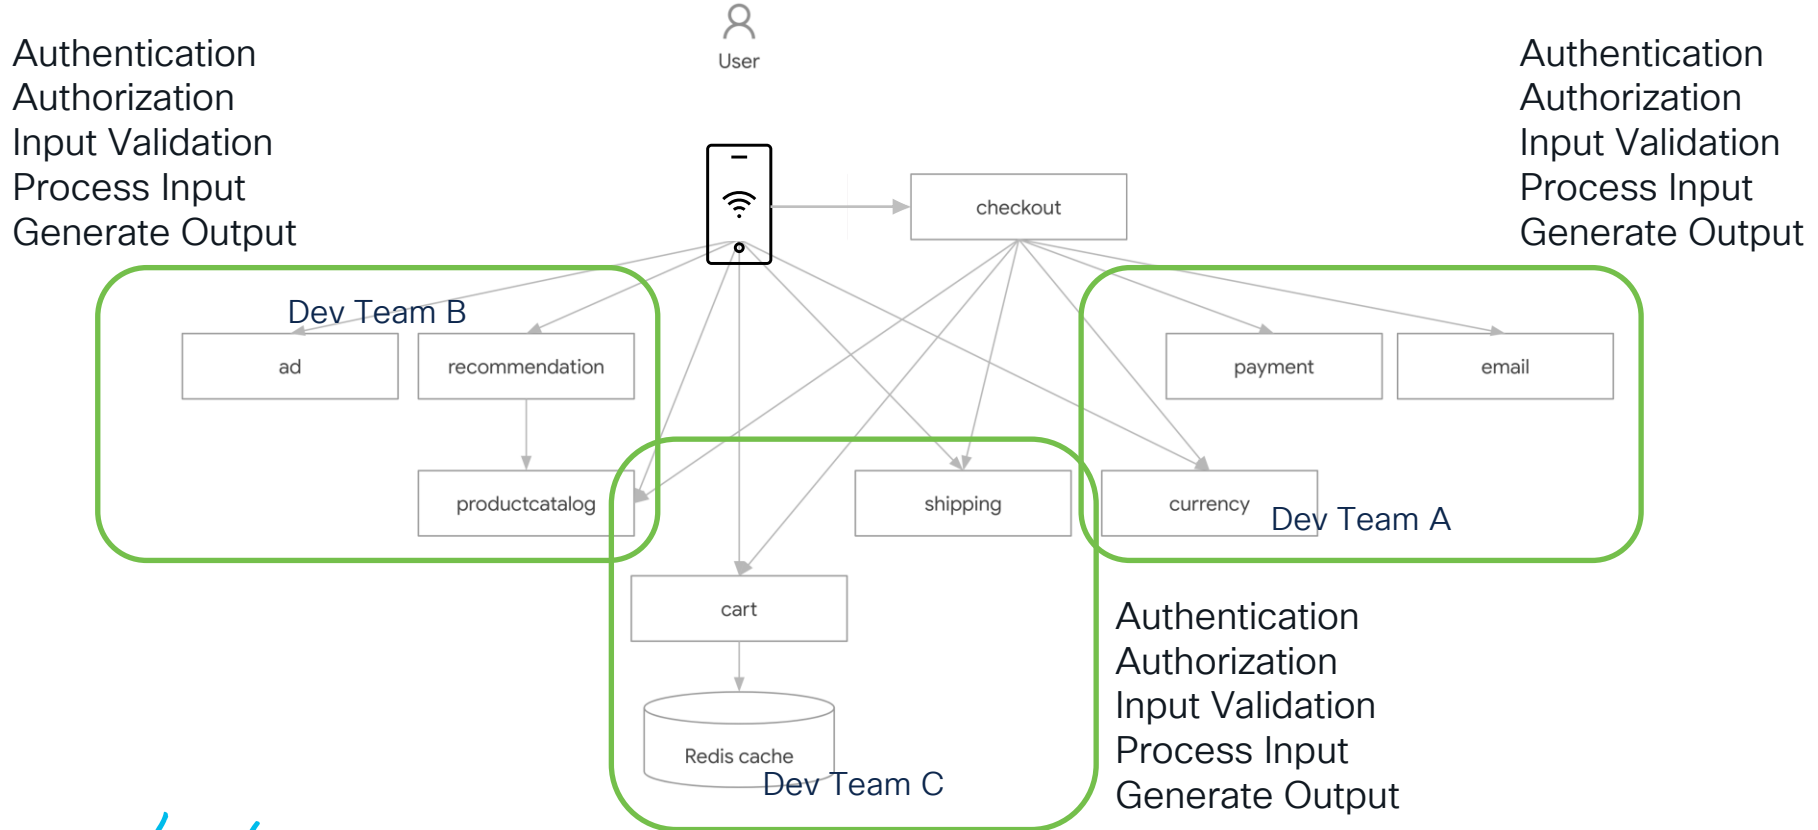 User
Authentication
Authorization
Input Validation
Process Input
Generate Output
Authentication
Authorization
Input Validation
Process Input
Generate Output
checkout
Dev Team B
ad
recommendation
payment
email
productcatalog
shipping
currency
Dev Team A
cart
Redis cache
Dev Team C
Authentication
Authorization
Input Validation
Process Input
Generate Output